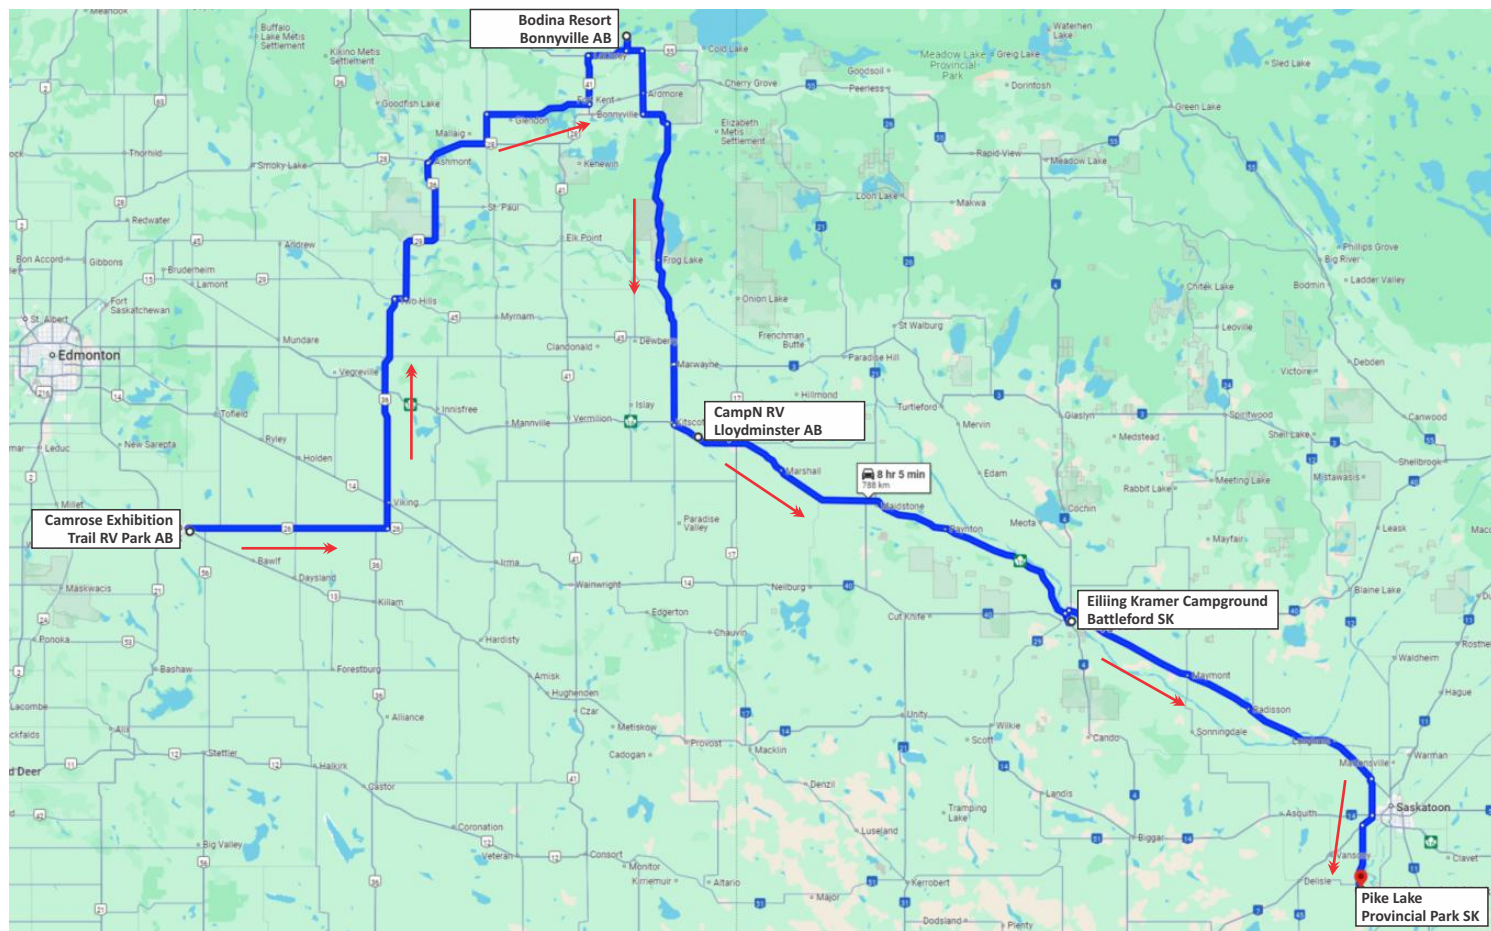 Bodina Resort
Bonnyville AB
Camrose Exhibition
Trail RV Park AB
CampN RV
Lloydminster AB
8 hr 5 min
788 km
Eiliing Kramer Campground
Battleford SK
Pike Lake
Provincial Park SK
Buffalo
Lake Metis
Settlement
Kikino Metis
Settlement
Goodfish Lake
Mallaig
Glendon
Bonnyville
Ardmore
Cold Lake
Cherry Grove
Meadow Lake
Provincial
Park
Greig Lake
Waterhen
Lake
Goodsoil
Peerless
Dorintosh
Sled Lake
Green Lake
Elizabeth
Metis
Settlement
Rapid View
Meadow Lake
Thorhild
Smoky Lake
Ashmont
Kehewin
Loon Lake
Makwa
Redwater
St. Paul
Elk Point
Frog Lake
Andrew
Bon Accord
Gibbons
Bruderheim
Lamont
Fort
Saskatchewan
St. Albert
Edmonton
Two Hills
Myrnam
Onion Lake
Phillips Grove
Big River
Ladder Valley
Bodmin
Chitek Lake
Leoville
Debden
Victoire
St Walburg
Frenchman
Butte
Paradise Hill
Mundare
Vegreville
Clandonald
Dewberry
Marwayne
Tofield
Ryley
Holden
New Sarepta
Leduc
Millet
Innisfree
Mannville
Vermilion
Islay
Hillmond
Turtleford
Mervin
Glaslyn
Medstead
Spiritwood
Shell Lake
Canwood
Shellbrook
Mistawasis
Marshall
Maidstone
Edam
Rabbit Lake
Meeting Lake
Viking
Paradise
Valley
Cochin
Meota
Mayfair
Leask
Bawlf
Daysland
Killam
Irma
Wainwright
Neilburg
Cut Knife
Blaine Lake
Maskwacis
Ponoka
Bashaw
Forestburg
Hardisty
Edgerton
Chauvin
Amisk
Hughenden
Czar
Metiskow
Cadogan
Provost
Macklin
Unity
Wilkie
Scott
Cando
Sonningdale
Maymont
Radisson
Waldheim
Hague
Warman
Saskatoon
Asquith
Delisle
Clavet
Lacombe
Alix
Stettler
Halkirk
Castor
Alliance
Coronation
Veteran
Consort
Monitor
Kirriemuir
Altario
Denzil
Luseland
Tramping
Lake
Landis
Biggar
Kerrobert
Major
Dodsland
Plenty
Big Valley